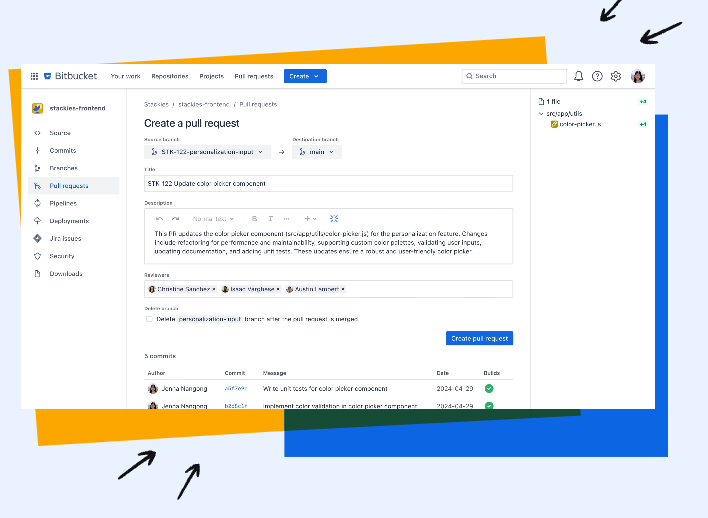 Bitbucket
Your work
Repositories
Projects
Pull requests
Create
Search
stackies-frontend
Source
Commits
Branches
Pull requests
Pipelines
Deployments
Jira issues
Security
Downloads
Stackies / stackies-frontend / Pull requests
Create a pull request
Source branch
Destination branch
STK-122-personalization-input → main
Title
STK-122 Update color picker component
Description
Normal text
This PR updates the color picker component (src/app/utils/color-picker.js) for the personalization feature. Changes
include refactoring for performance and maintainability, supporting custom color palettes, validating user inputs,
updating documentation, and adding unit tests. These updates ensure a robust and user-friendly color picker.
Reviewers
Christine Sanchez × Isaac Varghese × Austin Lambert ×
Delete branch
Delete personalization-input branch after the pull request is merged
Create pull request
5 commits
Author Commit Message Date Builds
Jenna Nangong Write unit tests for color picker component 2024-04-29
Jenna Nangong Implement color validation in color picker component 2024-04-29
1 file +4
src/app/utils
color-picker.js +4